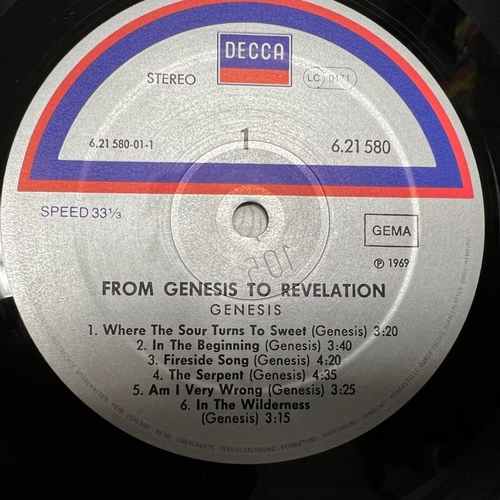 DECCA
STEREO
LC 0171
6.21 580-01-1
1
6.21 580
SPEED 33⅓
GEMA
℗ 1969
105
FROM GENESIS TO REVELATION
GENESIS
1. Where The Sour Turns To Sweet (Genesis) 3:20
2. In The Beginning (Genesis) 3:40
3. Fireside Song (Genesis) 4:20
4. The Serpent (Genesis) 4:35
5. Am I Very Wrong (Genesis) 3:25
6. In The Wilderness
(Genesis) 3:15